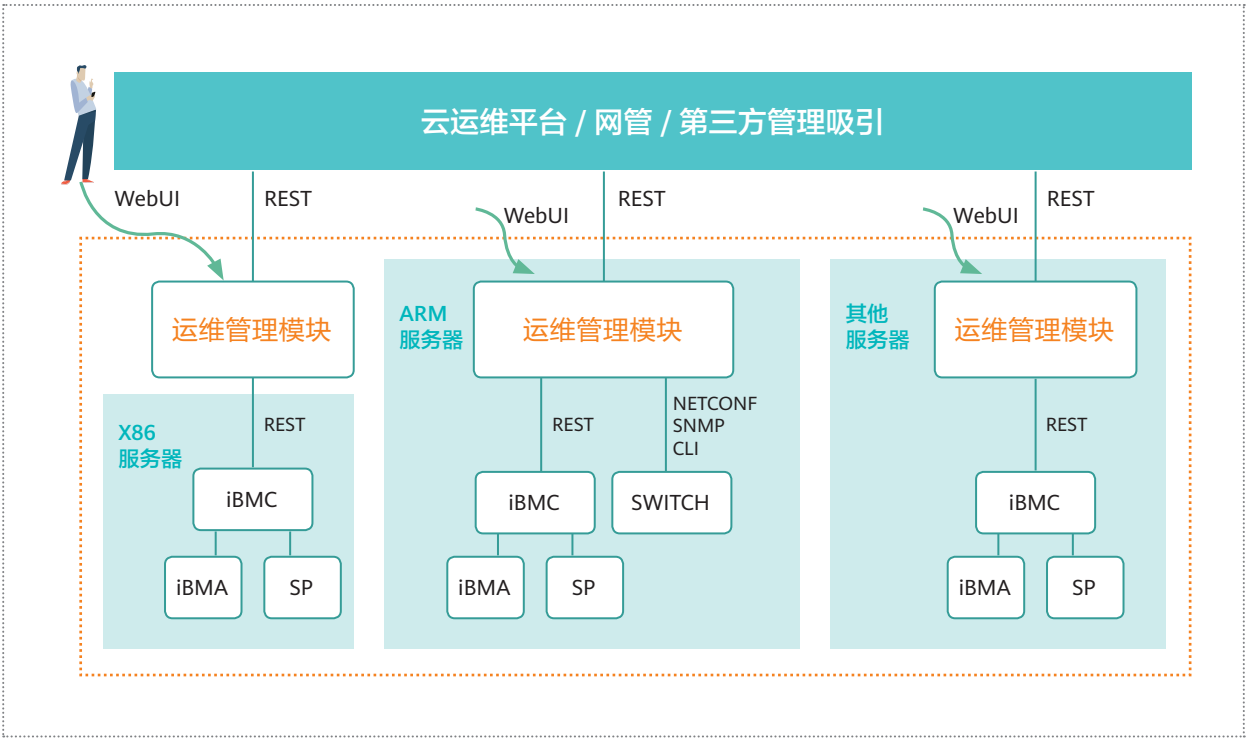 云运维平台 / 网管 / 第三方管理吸引
WebUI
REST
WebUI
REST
WebUI
REST
运维管理模块
ARM
服务器
运维管理模块
其他
服务器
运维管理模块
X86
服务器
REST
iBMC
iBMA
SP
REST
NETCONF
SNMP
CLI
iBMC
SWITCH
iBMA
SP
REST
iBMC
iBMA
SP